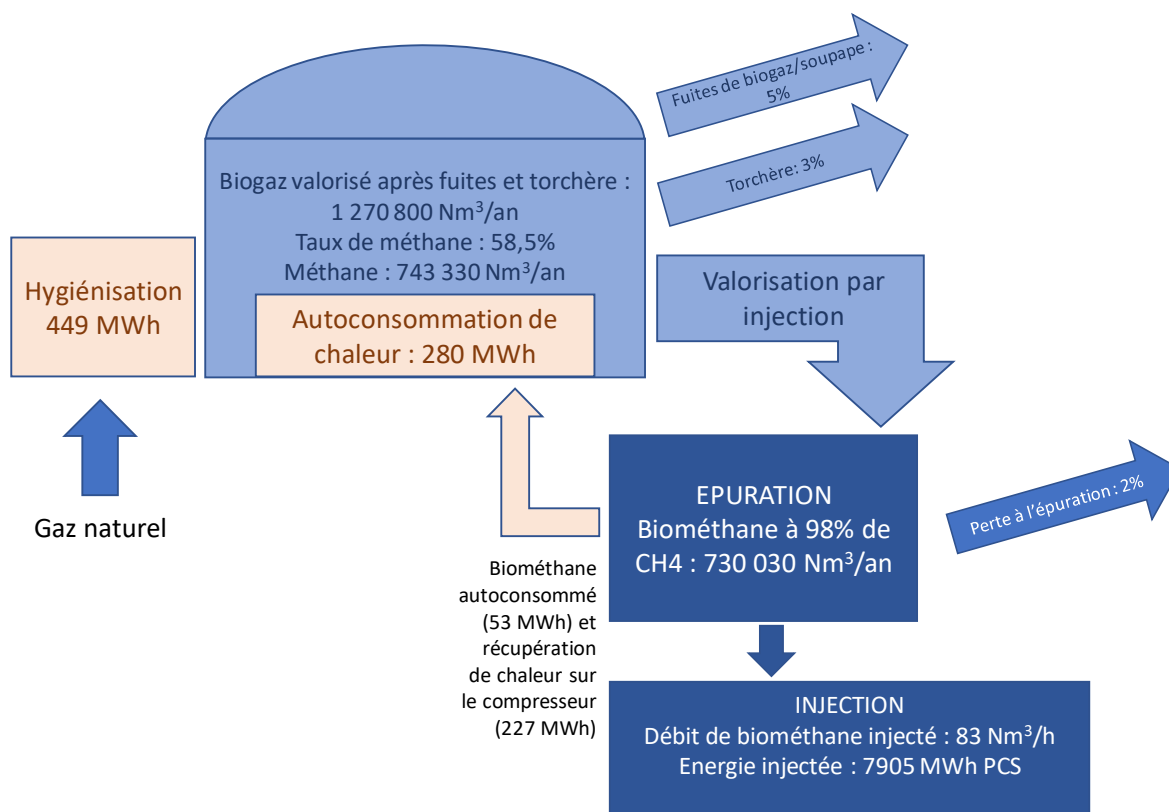 Fuites de biogaz/soupape :
5%
Torchère: 3%
Biogaz valorisé après fuites et torchère :
1 270 800 Nm³/an
Taux de méthane : 58,5%
Méthane : 743 330 Nm³/an
Hygiénisation
449 MWh
Autoconsommation de
chaleur : 280 MWh
Valorisation par
injection
Gaz naturel
EPURATION
Biométhane à 98% de
CH4 : 730 030 Nm³/an
Perte à l’épuration : 2%
Biométhane
autoconsommé
(53 MWh) et
récupération
de chaleur sur
le compresseur
(227 MWh)
INJECTION
Débit de biométhane injecté : 83 Nm³/h
Energie injectée : 7905 MWh PCS